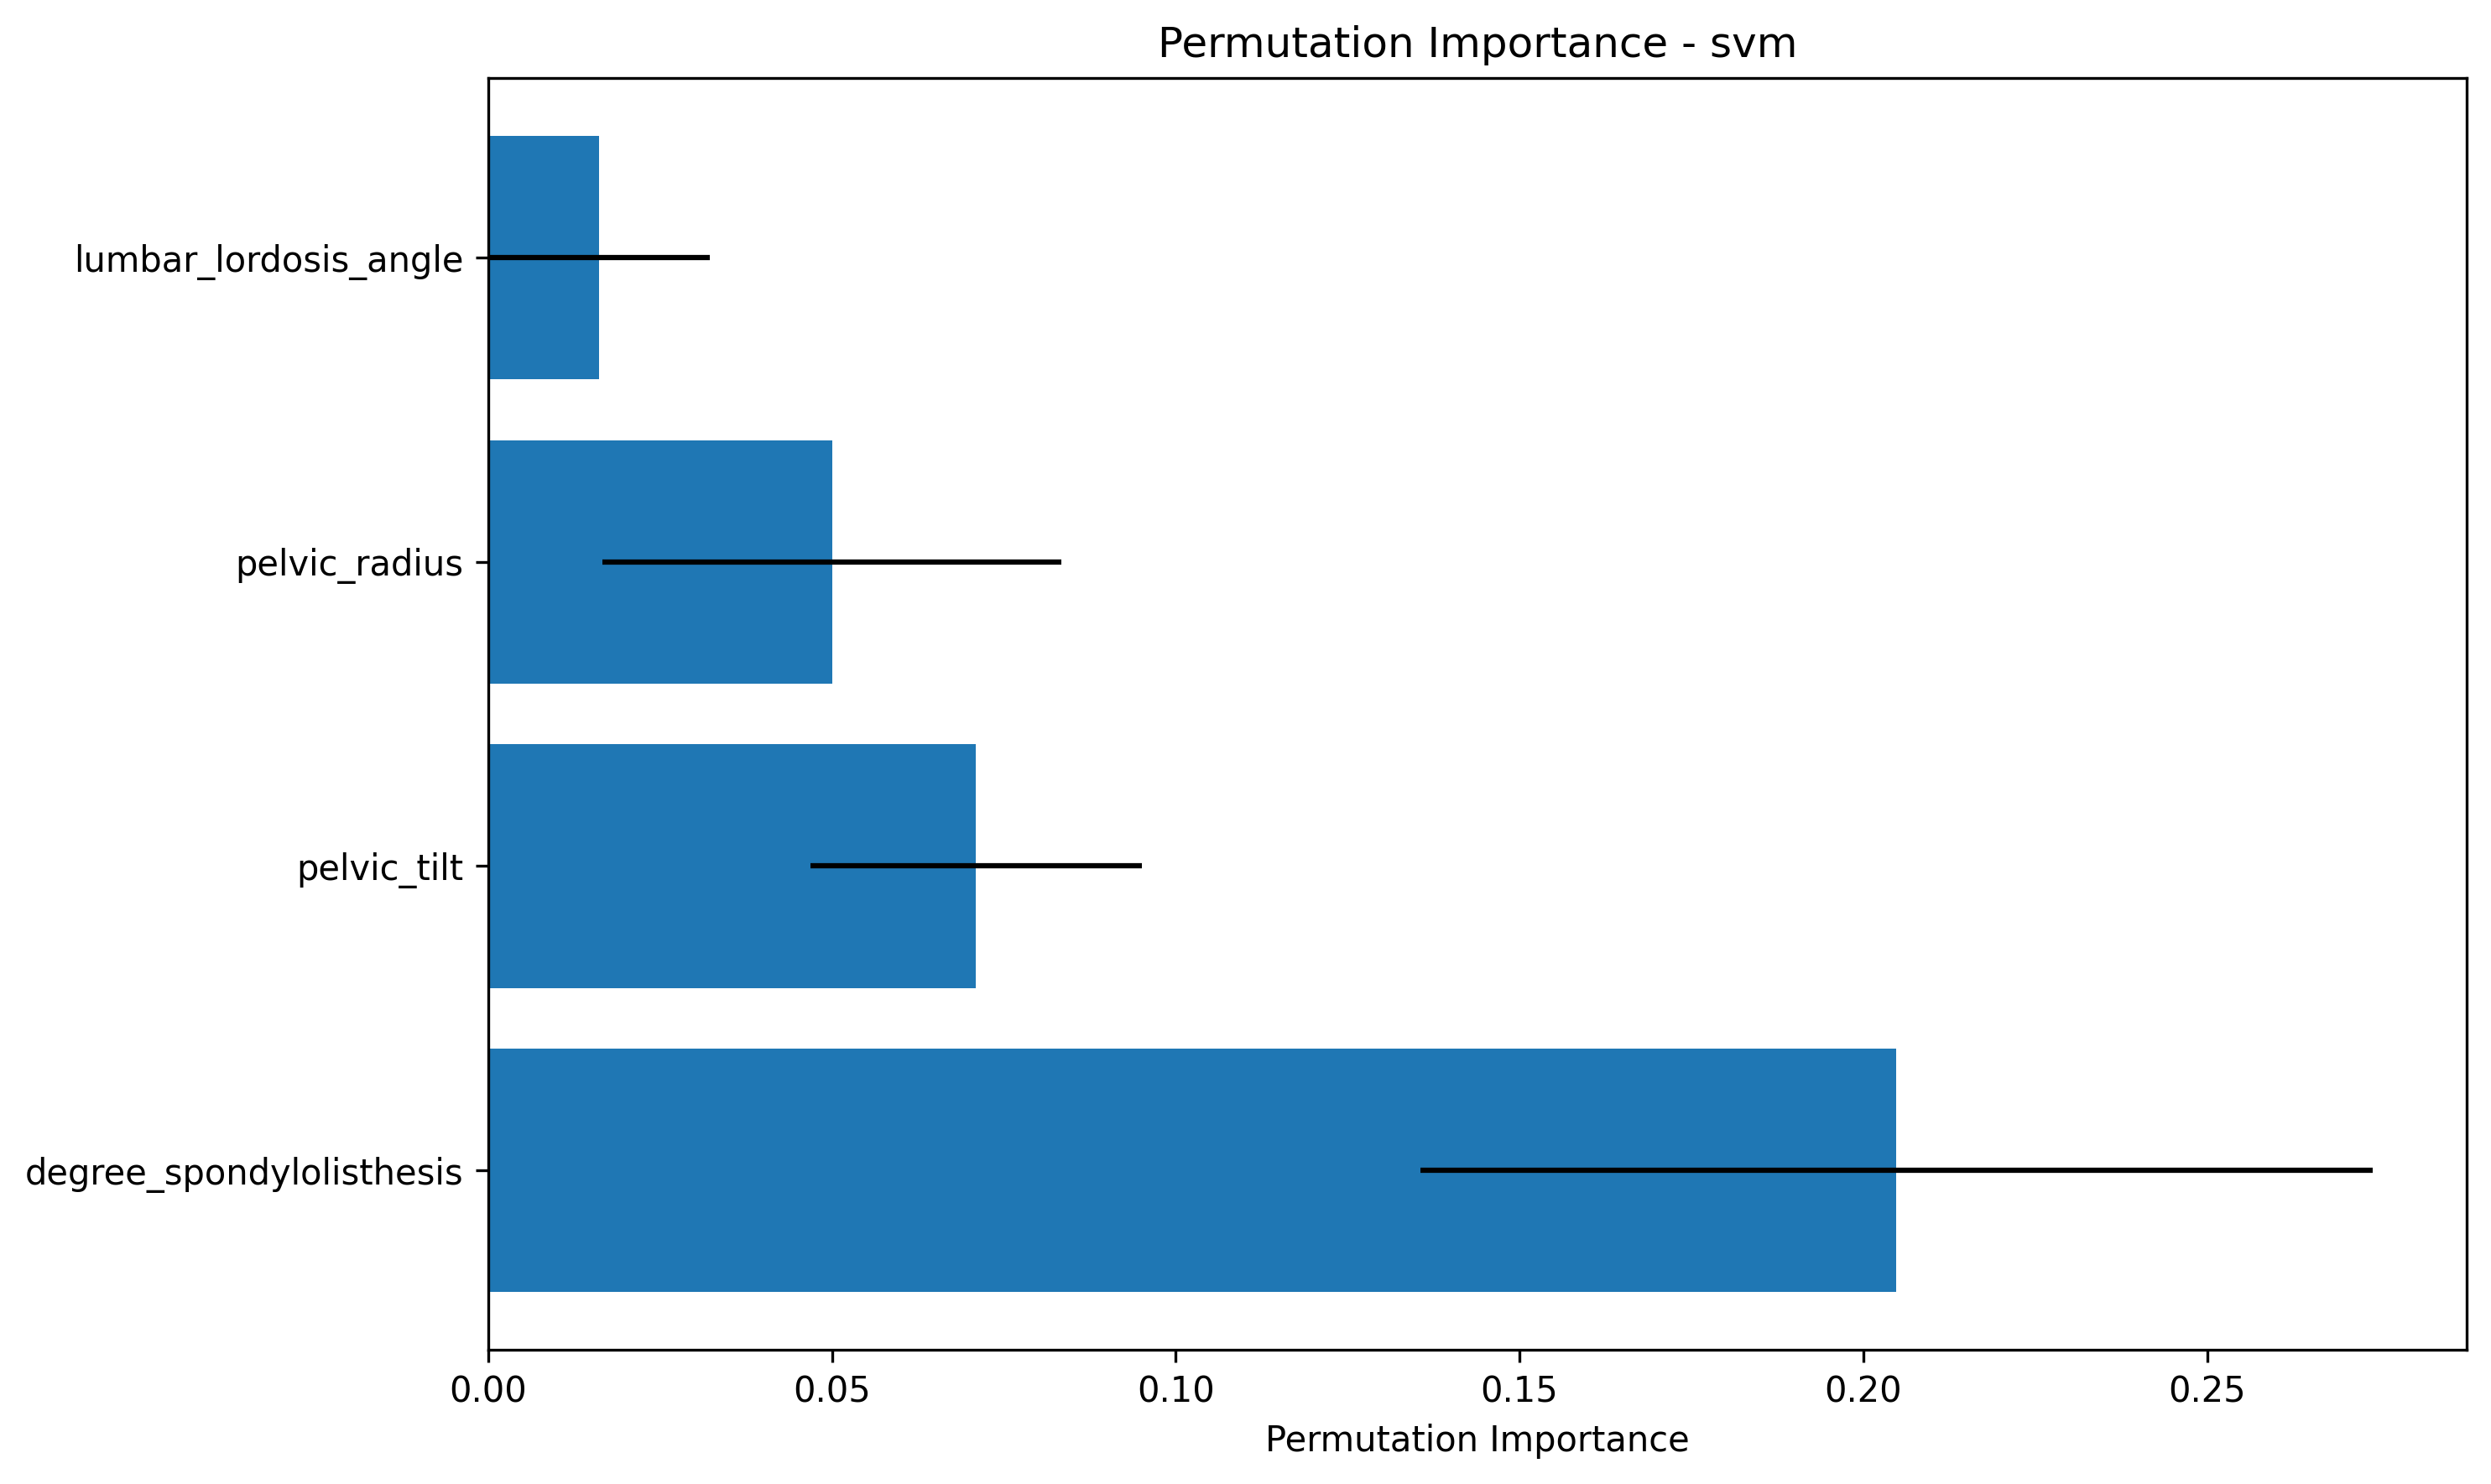 Permutation Importance - svm
lumbar_lordosis_angle
pelvic_radius
pelvic_tilt
degree_spondylolisthesis
0.00 0.05 0.10 0.15 0.20 0.25
Permutation Importance